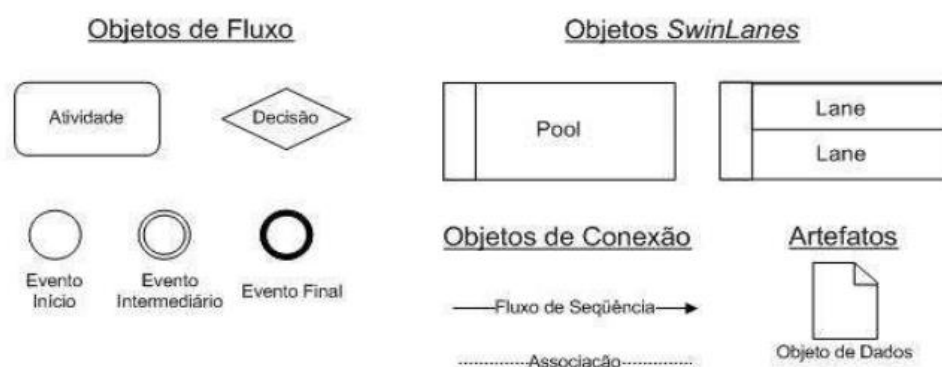 Objetos de Fluxo
Atividade
Decisão
Evento
Início
Evento
Intermediário
Evento Final
Objetos SwinLanes
Pool
Lane
Lane
Objetos de Conexão
Fluxo de Seqüência
Associação
Artefatos
Objeto de Dados